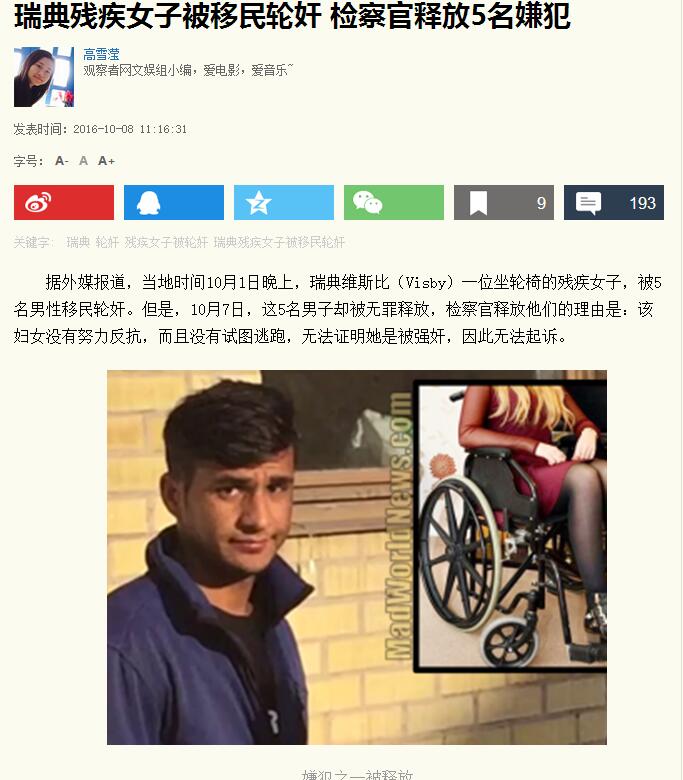 瑞典残疾女子被移民轮奸 检察官释放5名嫌犯
高雪滢
观察者网文娱组小编，爱电影，爱音乐~
发表时间：2016-10-08 11:16:31
字号： A- A A+
9
193
关键字： 瑞典 轮奸 残疾女子被轮奸 瑞典残疾女子被移民轮奸
据外媒报道，当地时间10月1日晚上，瑞典维斯比（Visby）一位坐轮椅的残疾女子，被5
名男性移民轮奸。但是，10月7日，这5名男子却被无罪释放，检察官释放他们的理由是：该
妇女没有努力反抗，而且没有试图逃跑，无法证明她是被强奸，因此无法起诉。
MadWorldNews.com
嫌犯之一被释放